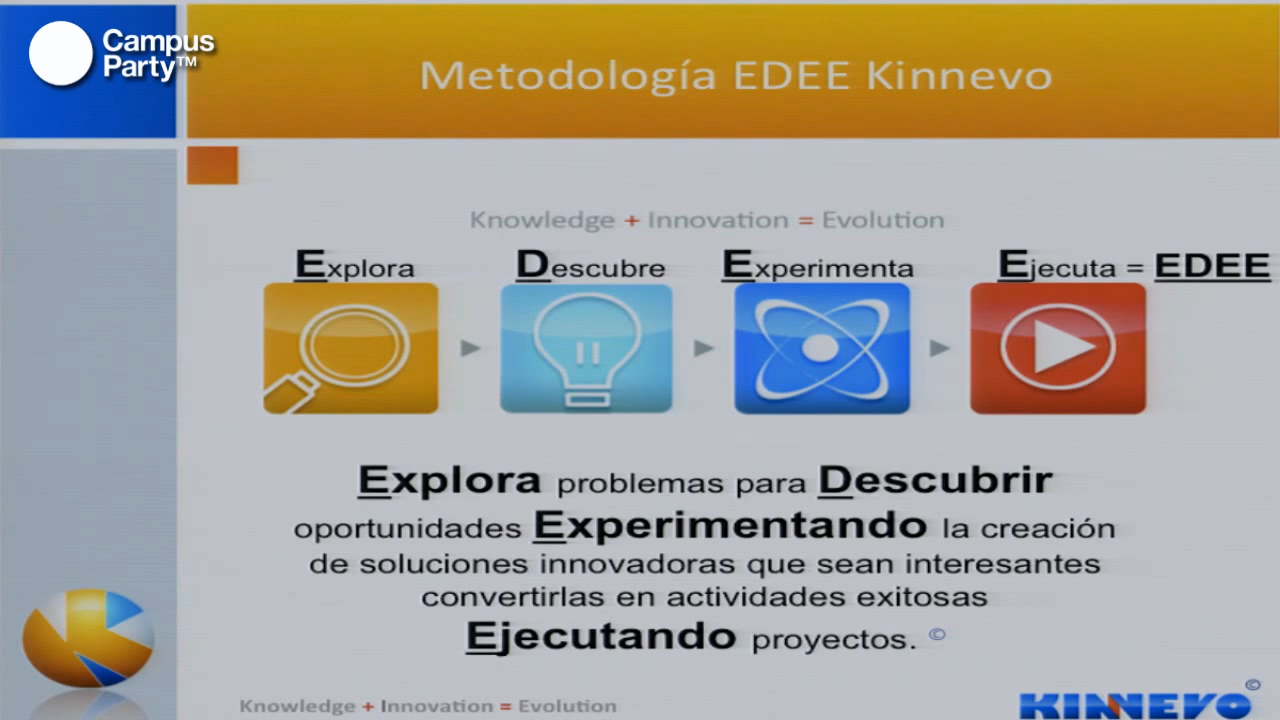 Campus
Party™
Metodología EDEE Kinnevo
Knowledge + Innovation = Evolution
Explora Descubre Experimenta Ejecuta = EDEE
Explora problemas para Descubrir
oportunidades Experimentando la creación
de soluciones innovadoras que sean interesantes
convertirlas en actividades exitosas
Ejecutando proyectos. ©
Knowledge + Innovation = Evolution
KINNEVO ©